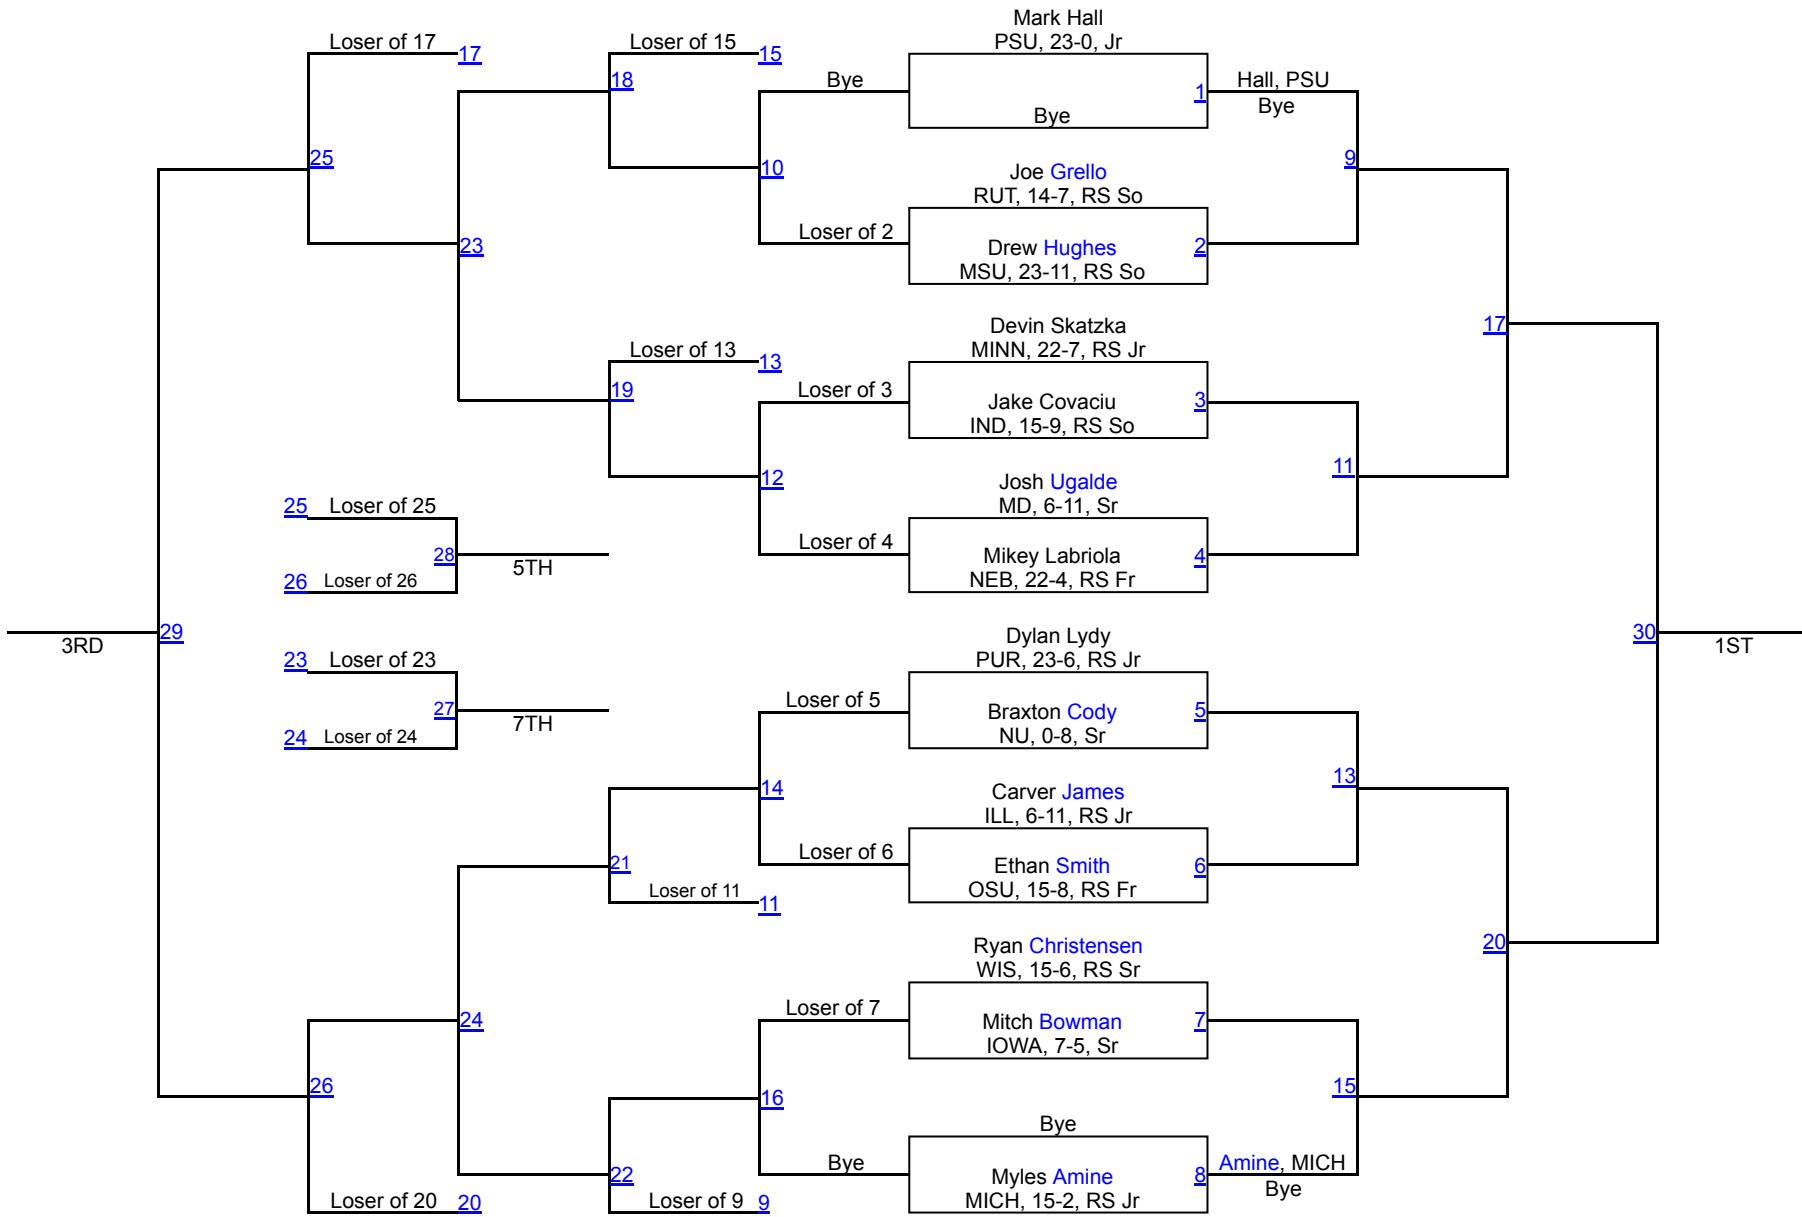 Mark Hall
PSU, 23-0, Jr
Loser of 17
17
Loser of 15
15
18
Bye
1
Hall, PSU
Bye
Bye
25
10
9
Joe Grello
RUT, 14-7, RS So
Loser of 2
23
Drew Hughes
2
MSU, 23-11, RS So
Devin Skatzka
MINN, 22-7, RS Jr
17
Loser of 13
13
19
Loser of 3
Jake Covaciu
3
IND, 15-9, RS So
12
11
Josh Ugalde
MD, 6-11, Sr
25
Loser of 25
Loser of 4
28
5TH
Mikey Labriola
4
NEB, 22-4, RS Fr
26
Loser of 26
3RD
29
Dylan Lydy
PUR, 23-6, RS Jr
30
1ST
23
Loser of 23
Loser of 5
27
7TH
Braxton Cody
5
NU, 0-8, Sr
24
Loser of 24
14
13
Carver James
ILL, 6-11, RS Jr
Loser of 6
21
Ethan Smith
6
OSU, 15-8, RS Fr
Loser of 11
11
Ryan Christensen
WIS, 15-6, RS Sr
20
Loser of 7
24
Mitch Bowman
7
IOWA, 7-5, Sr
26
16
15
Bye
Bye
22
Myles Amine
8
MICH, 15-2, RS Jr
Amine, MICH
Bye
Loser of 20
20
Loser of 9
9